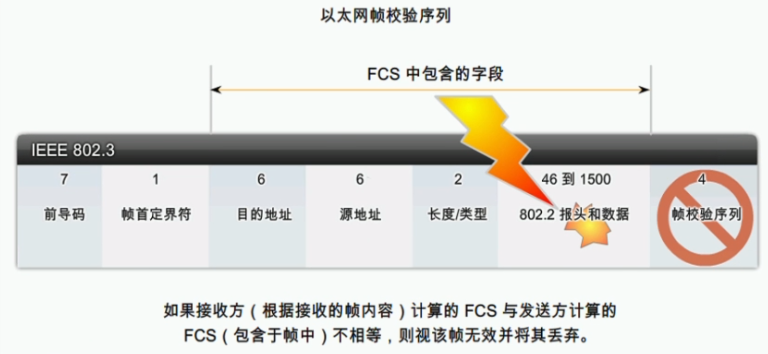 以太网帧校验序列
FCS 中包含的字段
IEEE 802.3
7 1 6 6 2 46 到 1500 4
前导码 帧首定界符 目的地址 源地址 长度/类型 802.2 报头和数据 帧校验序列
如果接收方（根据接收的帧内容）计算的 FCS 与发送方计算的
FCS（包含于帧中）不相等，则视该帧无效并将其丢弃。